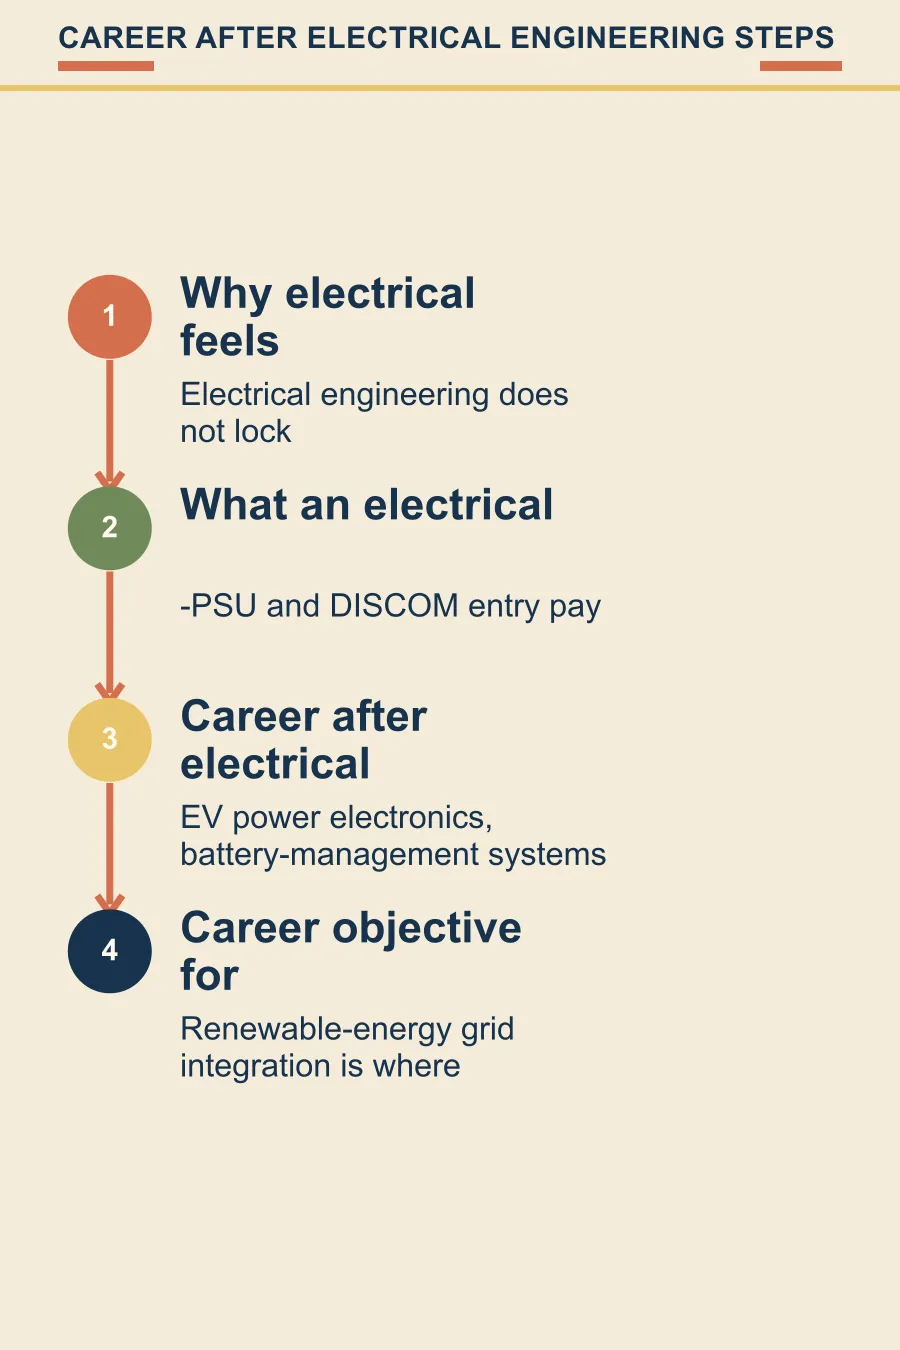 CAREER AFTER ELECTRICAL ENGINEERING STEPS
1
Why electrical
feels
Electrical engineering does
not lock
2
What an electrical
-PSU and DISCOM entry pay
3
Career after
electrical
EV power electronics,
battery-management systems
4
Career objective
for
Renewable-energy grid
integration is where